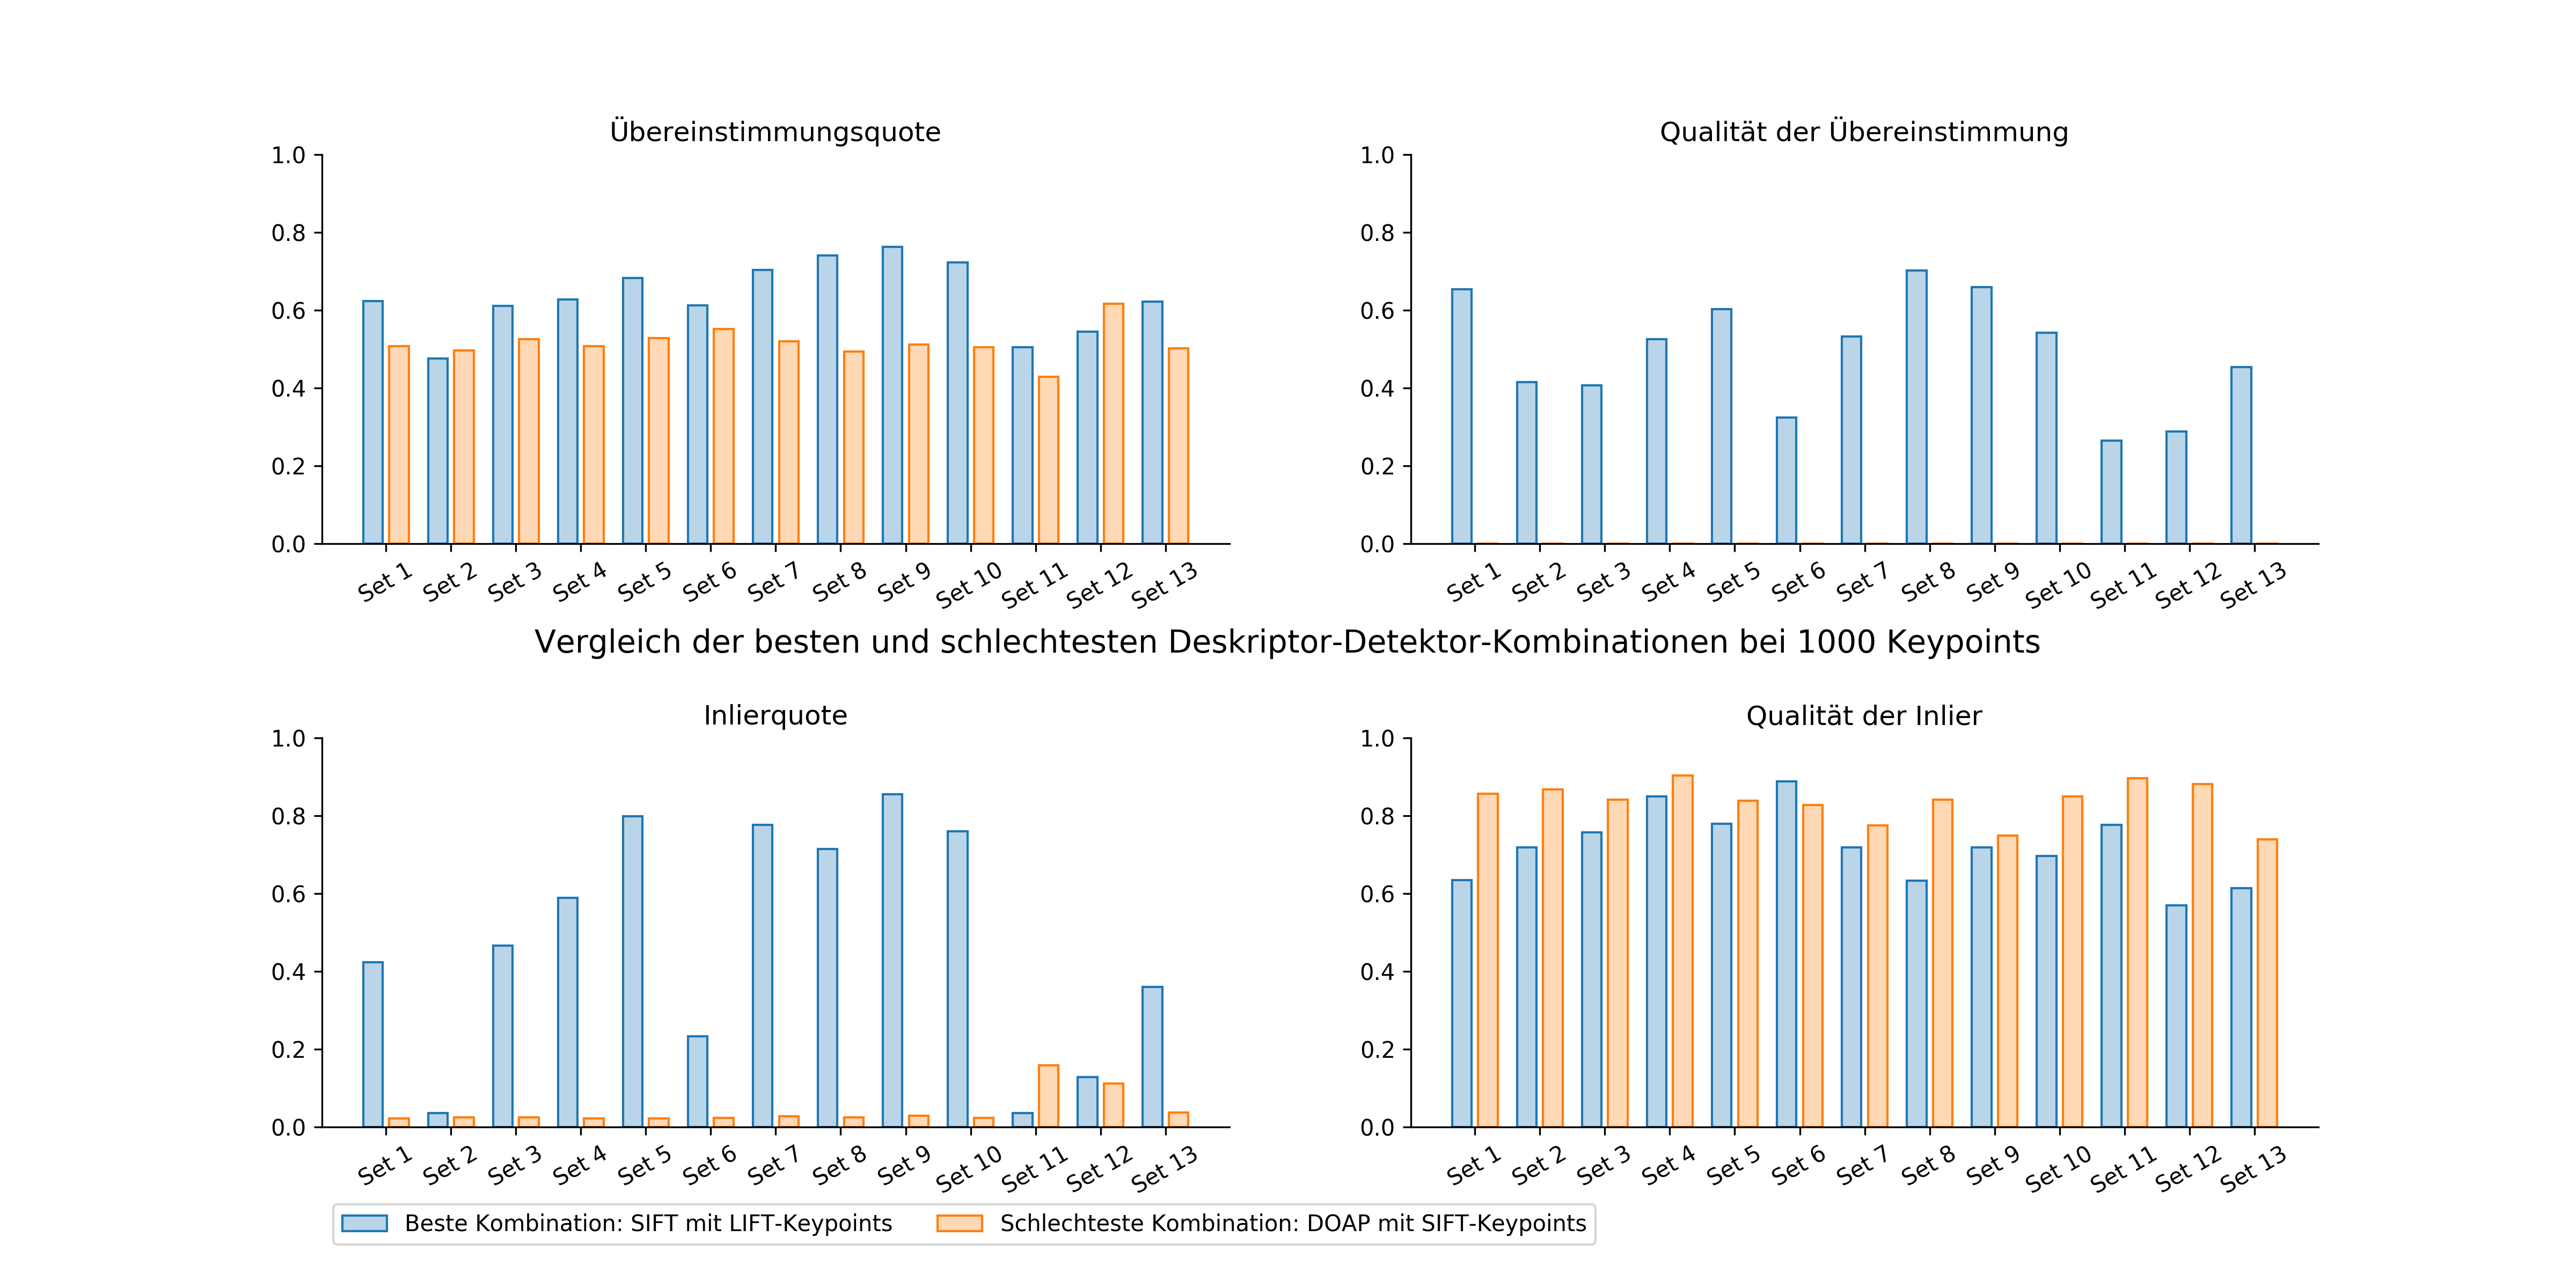 Übereinstimmungsquote
1.0
0.8
0.6
0.4
0.2
0.0
Set 1 Set 2 Set 3 Set 4 Set 5 Set 6 Set 7 Set 8 Set 9 Set 10 Set 11 Set 12 Set 13
Qualität der Übereinstimmung
1.0
0.8
0.6
0.4
0.2
0.0
Set 1 Set 2 Set 3 Set 4 Set 5 Set 6 Set 7 Set 8 Set 9 Set 10 Set 11 Set 12 Set 13
Vergleich der besten und schlechtesten Deskriptor-Detektor-Kombinationen bei 1000 Keypoints
Inlierquote
1.0
0.8
0.6
0.4
0.2
0.0
Set 1 Set 2 Set 3 Set 4 Set 5 Set 6 Set 7 Set 8 Set 9 Set 10 Set 11 Set 12 Set 13
Qualität der Inlier
1.0
0.8
0.6
0.4
0.2
0.0
Set 1 Set 2 Set 3 Set 4 Set 5 Set 6 Set 7 Set 8 Set 9 Set 10 Set 11 Set 12 Set 13
Beste Kombination: SIFT mit LIFT-Keypoints Schlechteste Kombination: DOAP mit SIFT-Keypoints